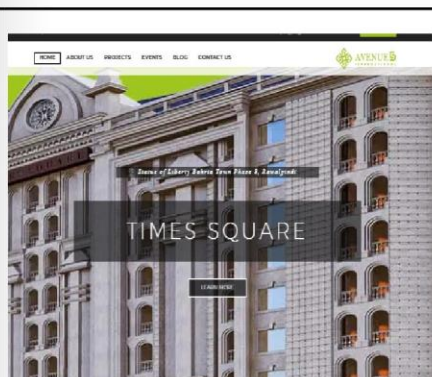 HOME ABOUT US PROJECTS EVENTS BLOG CONTACT US
AVENUE5
Statue of Liberty Bahria Town Phase 8, Rawalpindi
TIMES SQUARE
LEARN MORE